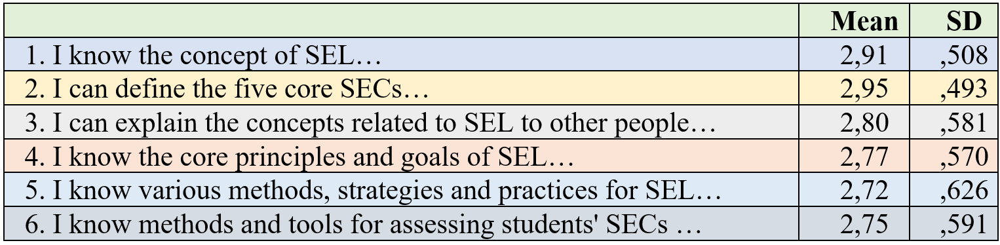 Mean SD
1. I know the concept of SEL… 2,91 ,508
2. I can define the five core SECs… 2,95 ,493
3. I can explain the concepts related to SEL to other people… 2,80 ,581
4. I know the core principles and goals of SEL… 2,77 ,570
5. I know various methods, strategies and practices for SEL… 2,72 ,626
6. I know methods and tools for assessing students' SECs … 2,75 ,591